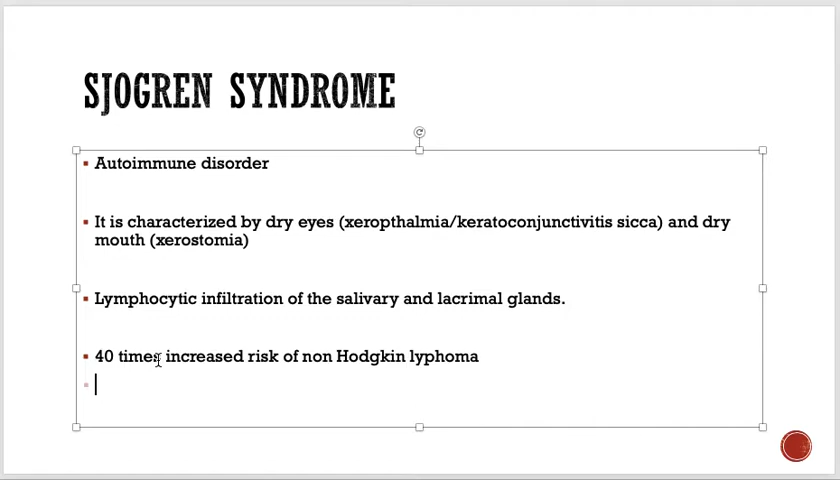 SJOGREN SYNDROME
Autoimmune disorder
It is characterized by dry eyes (xeropthalmia/keratoconjunctivitis sicca) and dry
mouth (xerostomia)
Lymphocytic infiltration of the salivary and lacrimal glands.
40 times increased risk of non Hodgkin lyphoma